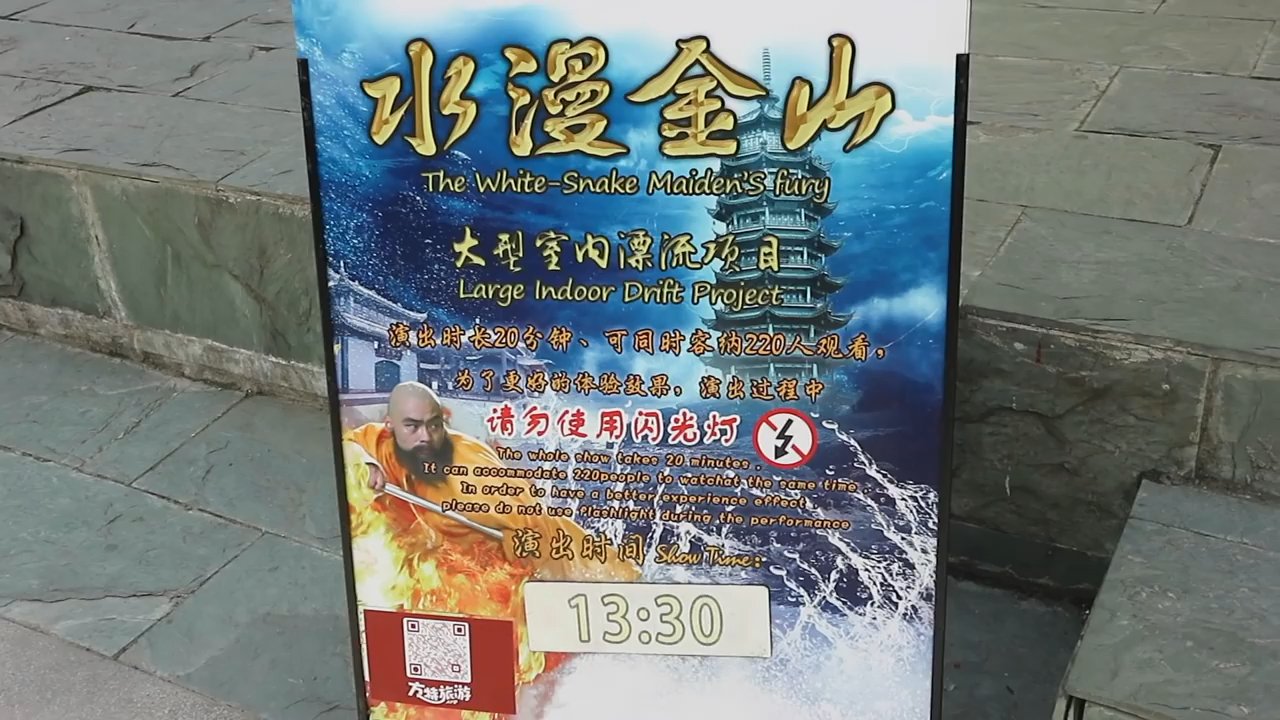 水漫金山
The White-Snake Maiden'S fury
大型室内漂流项目
Large Indoor Drift Project
演出时长20分钟、可同时容纳220人观看，
为了更好的体验效果，演出过程中
请勿使用闪光灯
The whole show takes 20 minutes .
It can accommodate 220people to watchat the same time .
In order to have a better experience effect
please do not use flashlight during the performance
演出时间 Show Time:
13:30
方特旅游
APP